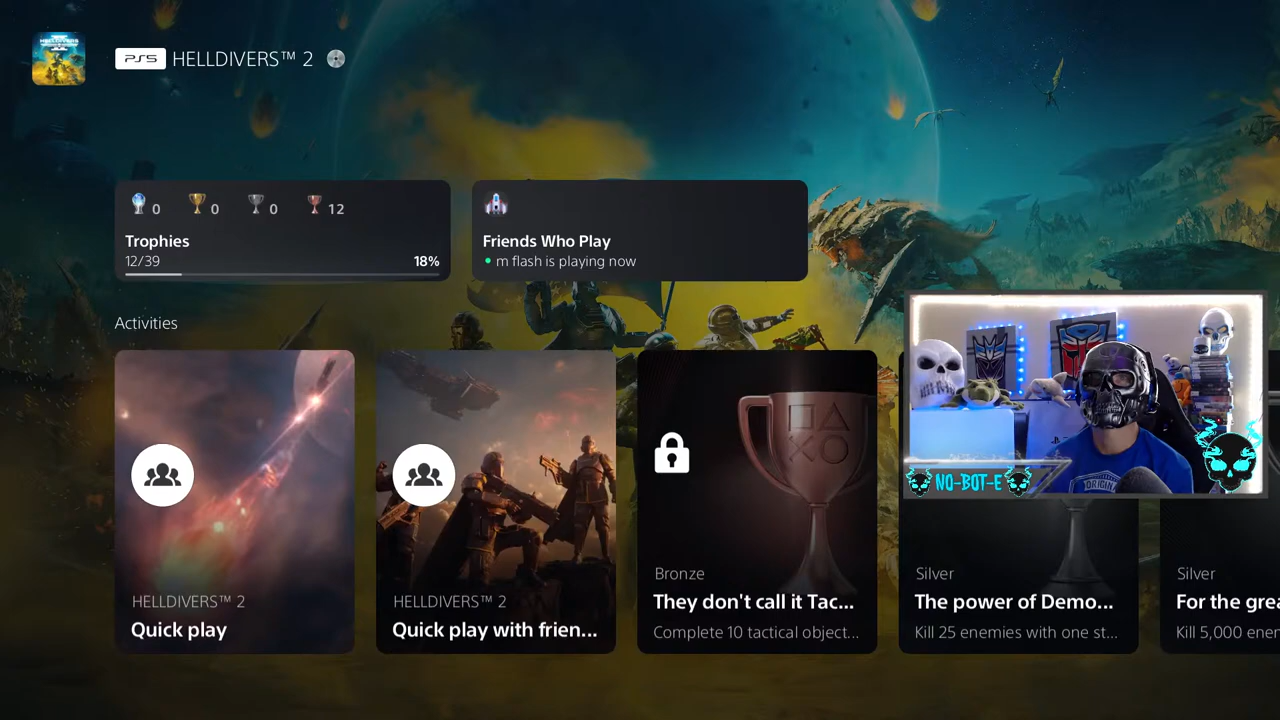 PS5 HELLDIVERS™ 2
0 0 0 12
Trophies
12/39 18%
Friends Who Play
m flash is playing now
Activities
HELLDIVERS™ 2
Quick play
HELLDIVERS™ 2
Quick play with frien...
Bronze
They don't call it Tac...
Complete 10 tactical object...
Silver
The power of Demo...
Kill 25 enemies with one st...
Silver
For the grea
Kill 5,000 enem
NO-BOT-E
ORIGINAL